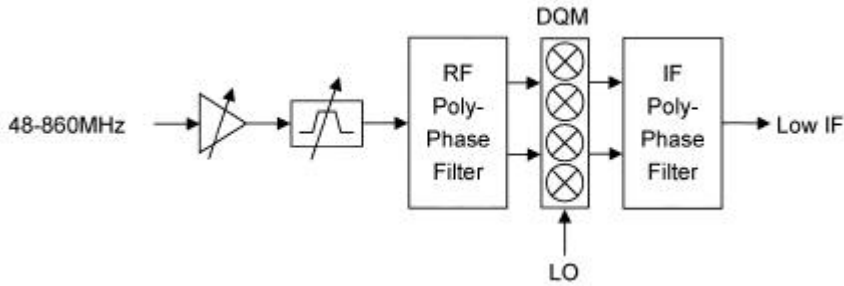 DQM
48-860MHz
RF
Poly-
Phase
Filter
IF
Poly-
Phase
Filter
Low IF
LO